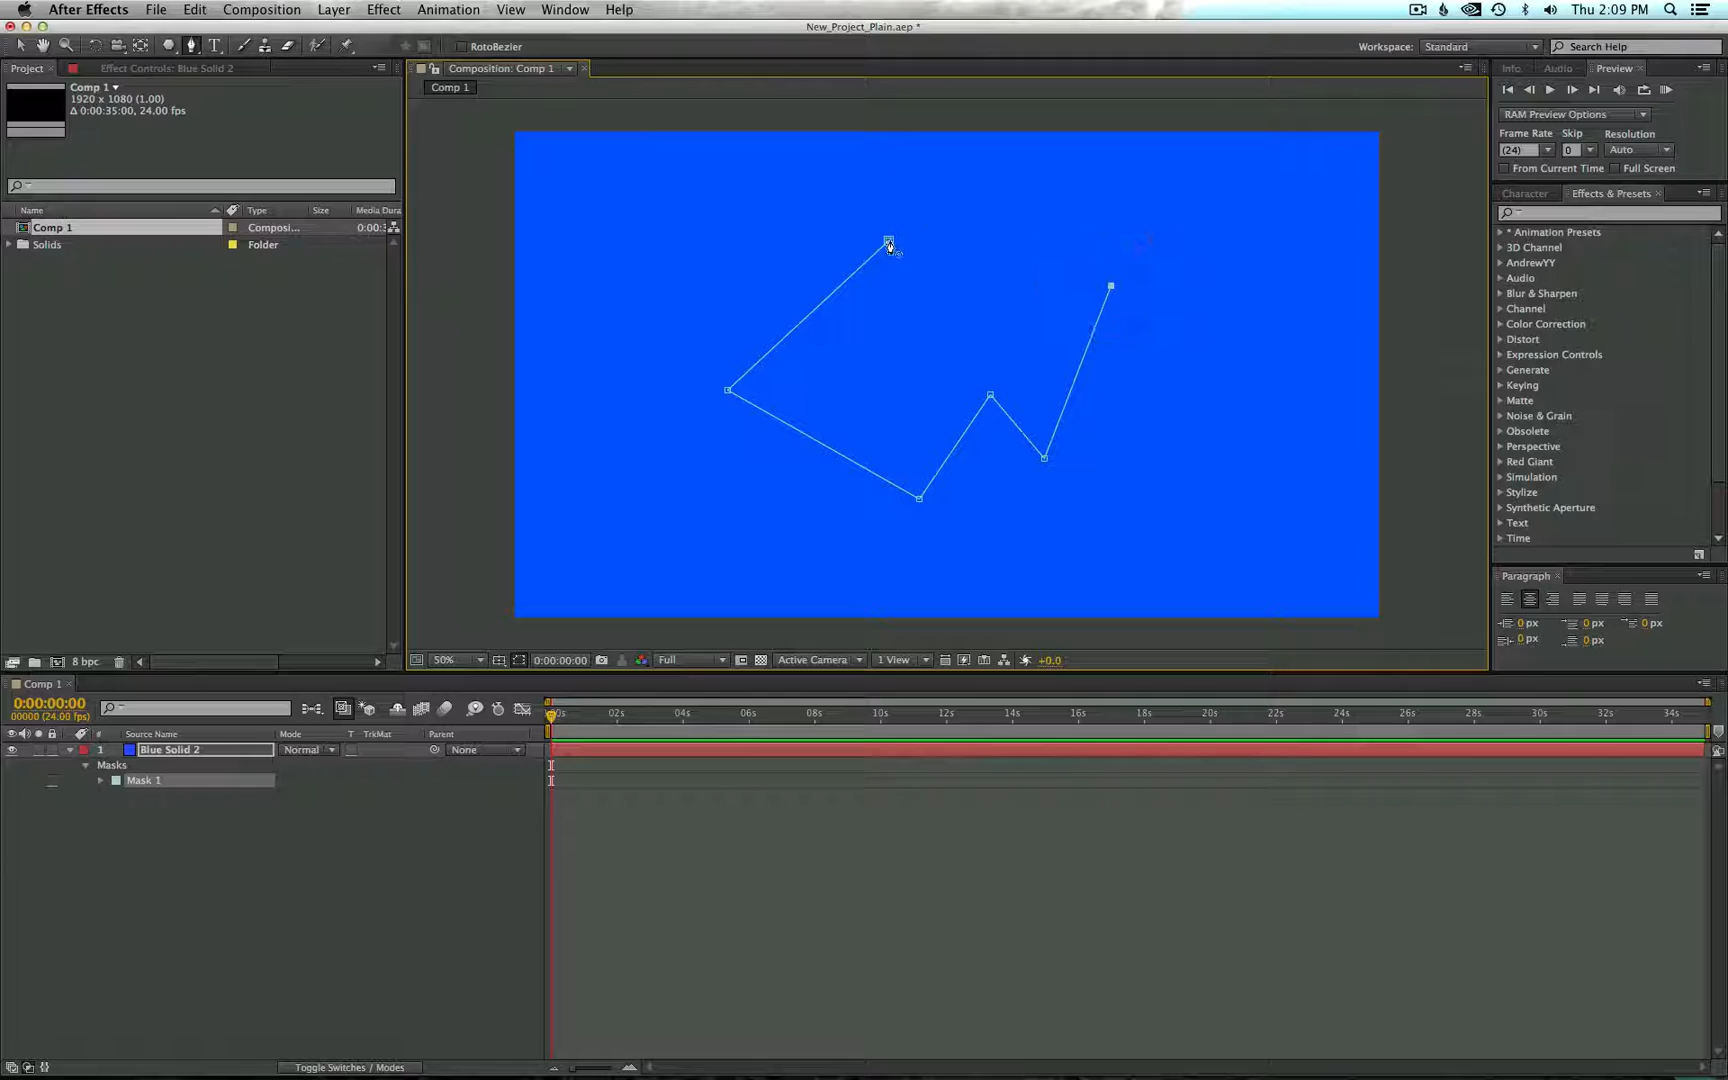 After Effects File Edit Composition Layer Effect Animation View Window Help Thu 2:09 PM
New_Project_Plain.aep *
RotoBezier Workspace: Standard Search Help
Project Effect Controls: Blue Solid 2 Composition: Comp 1 Info Audio Preview
Comp 1
1920 x 1080 (1.00)
Δ 0:00:35:00, 24.00 fps
Comp 1
RAM Preview Options
Frame Rate Skip Resolution
(24) 0 Auto
From Current Time Full Screen
Character Effects & Presets
Name Type Size Media Dura
Comp 1 Composi... 0:00:3
Solids Folder
* Animation Presets
3D Channel
AndrewYY
Audio
Blur & Sharpen
Channel
Color Correction
Distort
Expression Controls
Generate
Keying
Matte
Noise & Grain
Obsolete
Perspective
Red Giant
Simulation
Stylize
Synthetic Aperture
Text
Time
Paragraph
0 px 0 px 0 px
0 px 0 px
8 bpc
50% 0:00:00:00 Full Active Camera 1 View +0.0
Comp 1
0:00:00:00
00000 (24.00 fps)
0s 02s 04s 06s 08s 10s 12s 14s 16s 18s 20s 22s 24s 26s 28s 30s 32s 34s
# Source Name Mode T TrkMat Parent
1 Blue Solid 2 Normal None
Masks
Mask 1
Toggle Switches / Modes